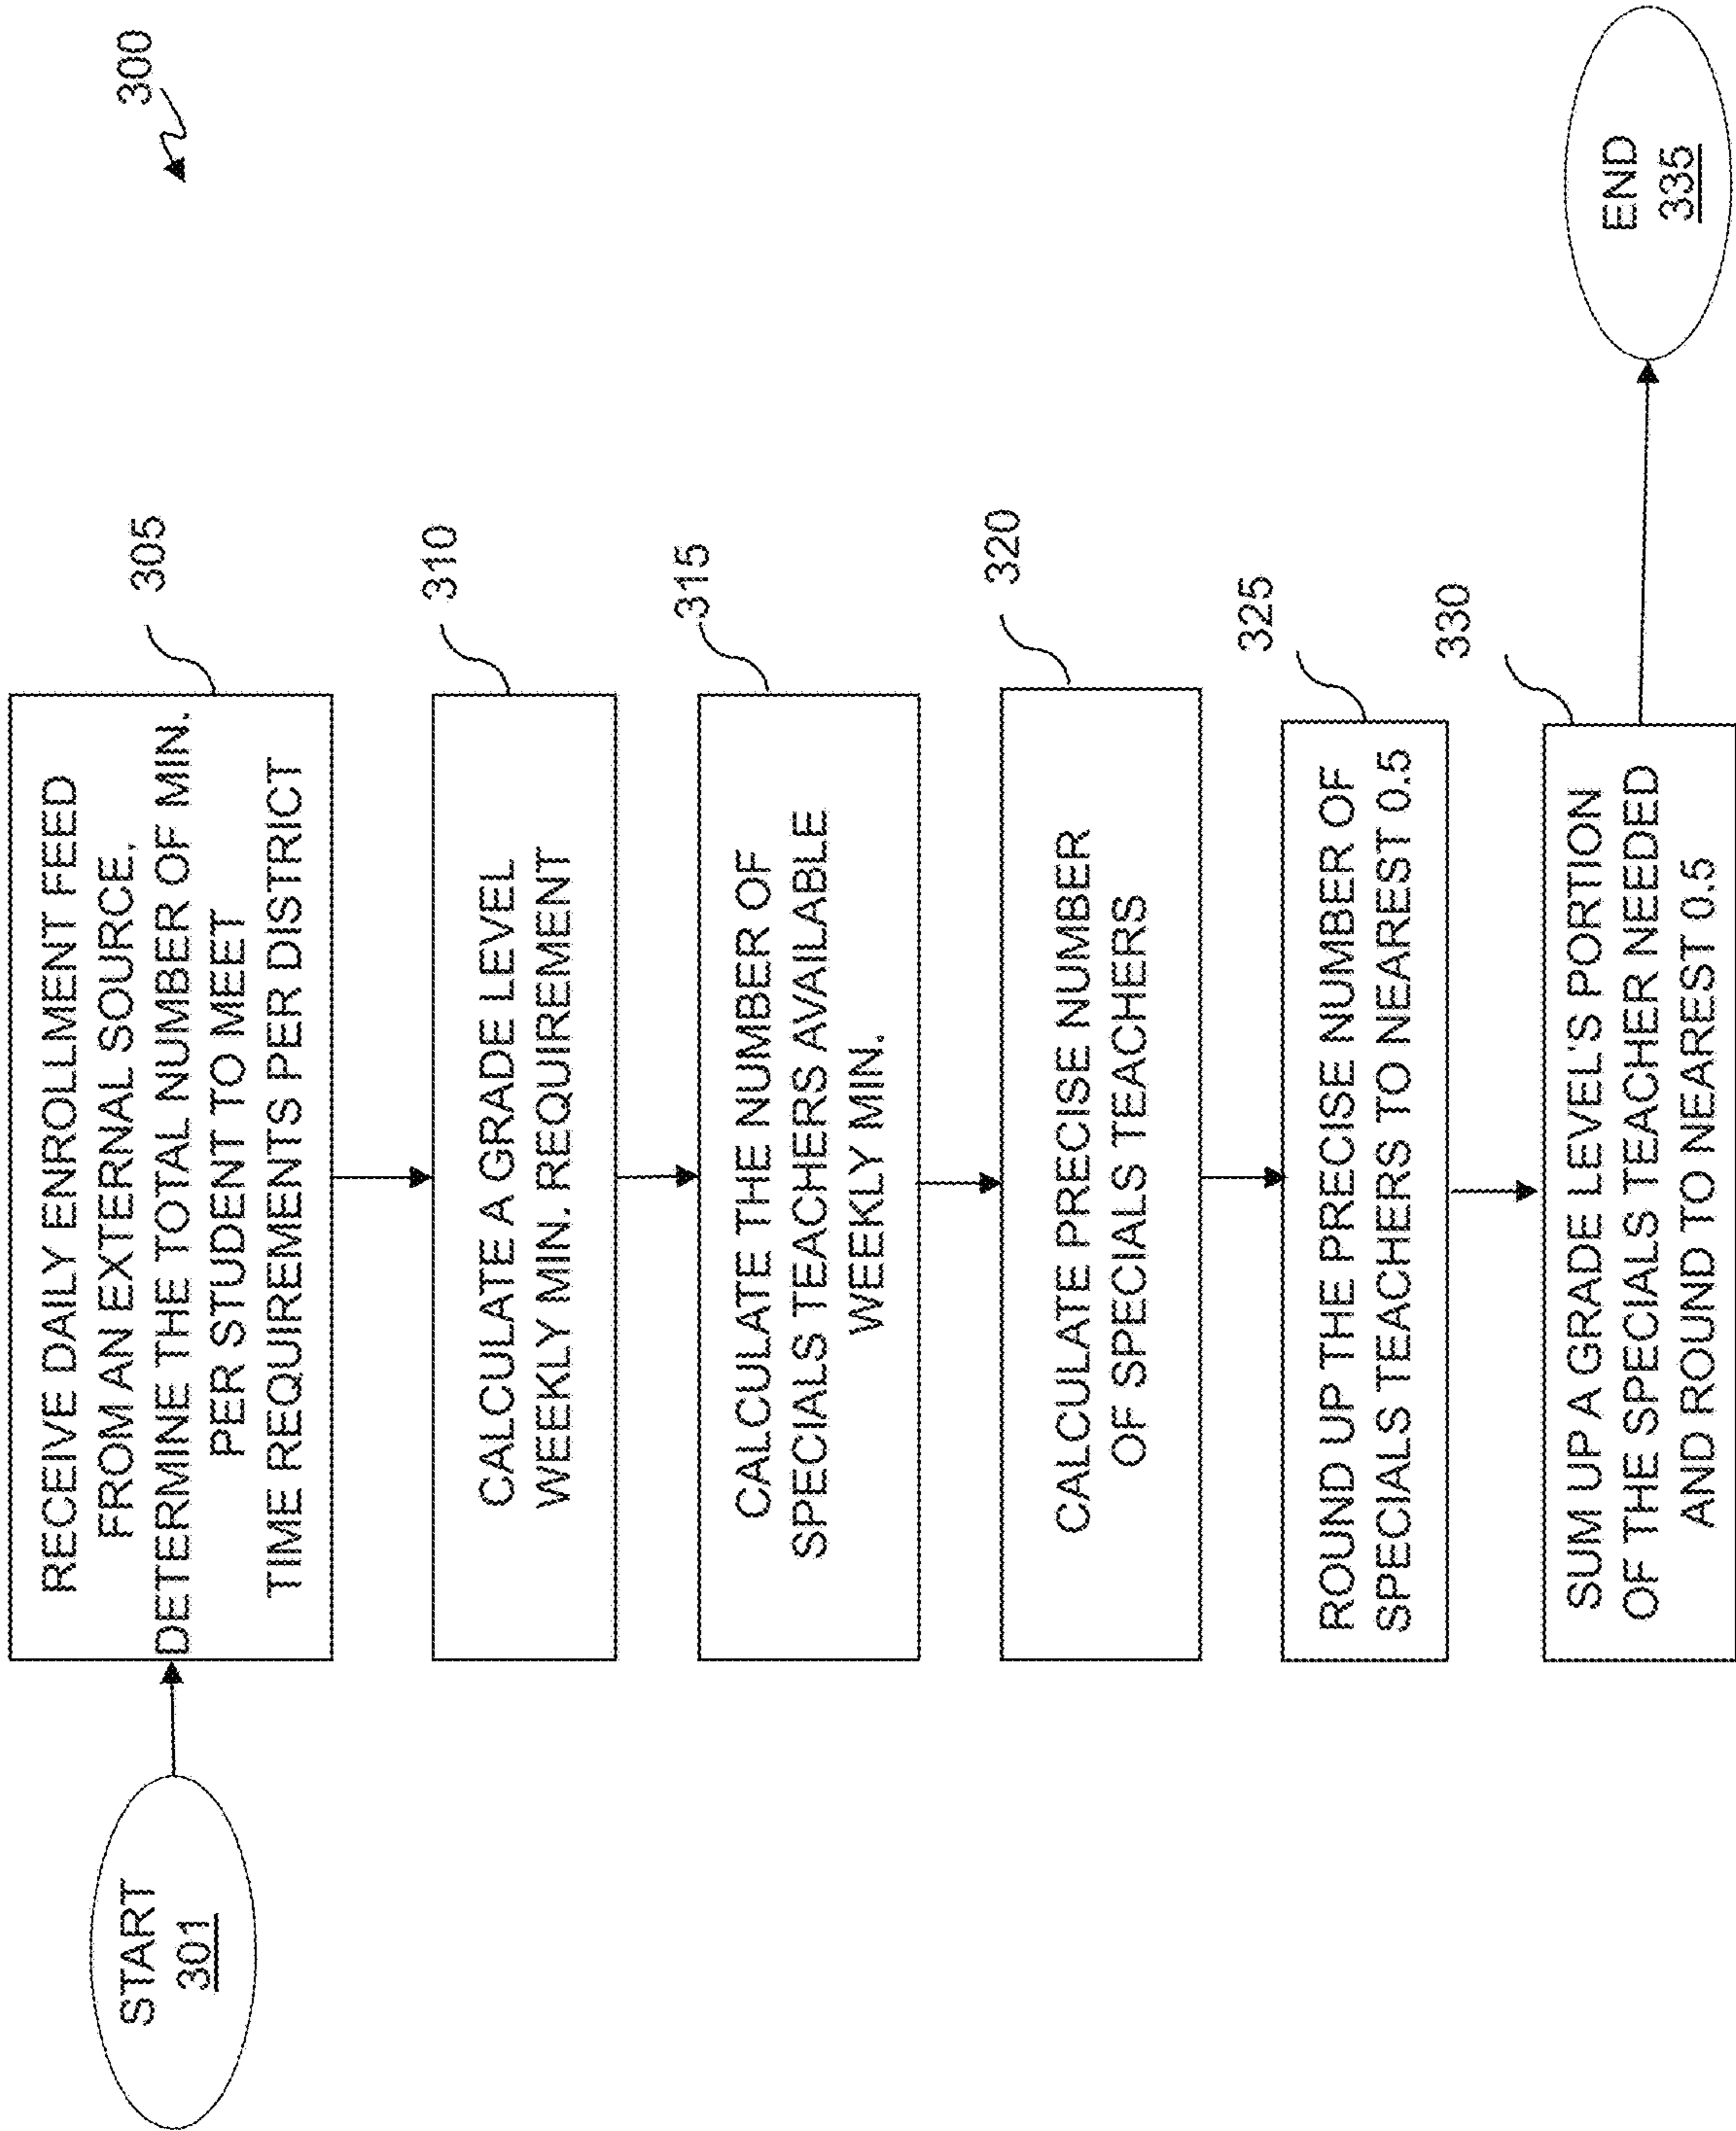 300
START
301
RECEIVE DAILY ENROLLMENT FEED
FROM AN EXTERNAL SOURCE,
DETERMINE THE TOTAL NUMBER OF MIN.
PER STUDENT TO MEET
TIME REQUIREMENTS PER DISTRICT
305
CALCULATE A GRADE LEVEL
WEEKLY MIN. REQUIREMENT
310
CALCULATE THE NUMBER OF
SPECIALS TEACHERS AVAILABLE
WEEKLY MIN.
315
CALCULATE PRECISE NUMBER
OF SPECIALS TEACHERS
320
ROUND UP THE PRECISE NUMBER OF
SPECIALS TEACHERS TO NEAREST 0.5
325
SUM UP A GRADE LEVEL'S PORTION
OF THE SPECIALS TEACHER NEEDED
AND ROUND TO NEAREST 0.5
330
END
335